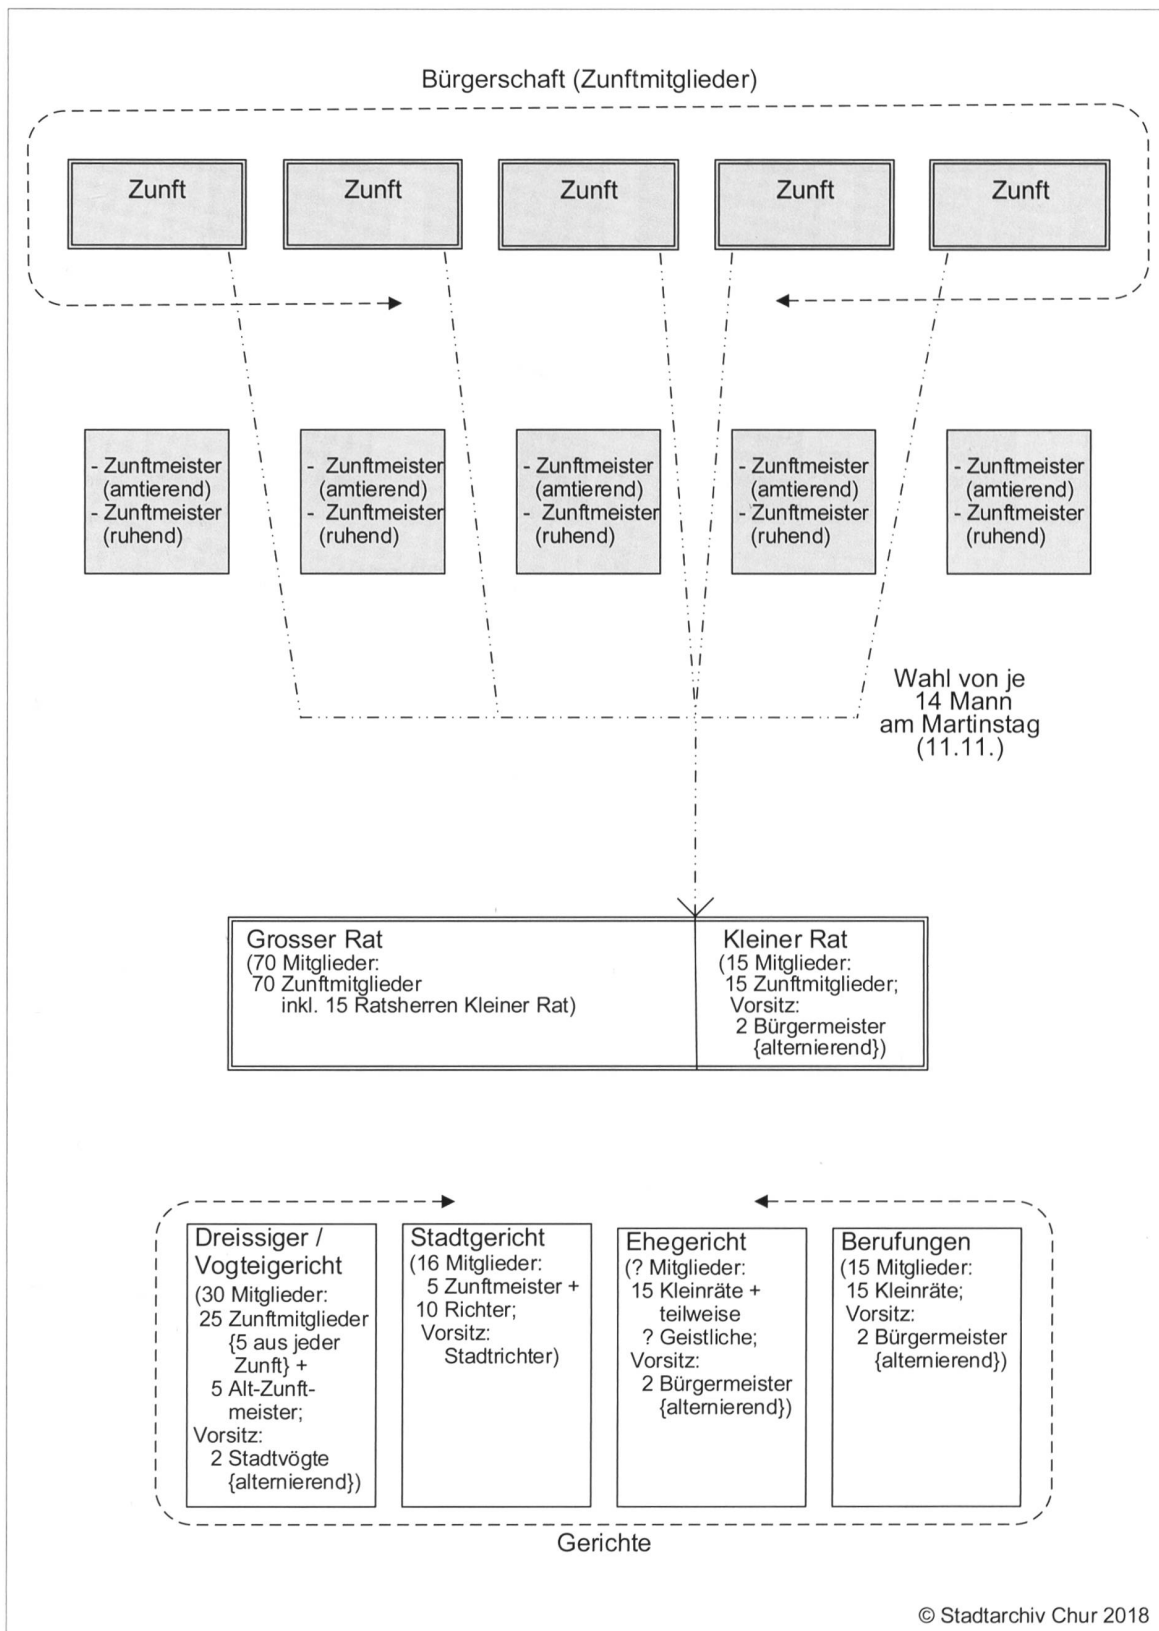 Bürgerschaft (Zunftmitglieder)
Zunft
Zunft
Zunft
Zunft
Zunft
- Zunftmeister
(amtierend)
- Zunftmeister
(ruhend)
- Zunftmeister
(amtierend)
- Zunftmeister
(ruhend)
- Zunftmeister
(amtierend)
- Zunftmeister
(ruhend)
- Zunftmeister
(amtierend)
- Zunftmeister
(ruhend)
- Zunftmeister
(amtierend)
- Zunftmeister
(ruhend)
Wahl von je
14 Mann
am Martinstag
(11.11.)
Grosser Rat
(70 Mitglieder:
70 Zunftmitglieder
inkl. 15 Ratsherren Kleiner Rat)
Kleiner Rat
(15 Mitglieder:
15 Zunftmitglieder;
Vorsitz:
2 Bürgermeister
{alternierend})
Dreissiger /
Vogteigericht
(30 Mitglieder:
25 Zunftmitglieder
{5 aus jeder
Zunft} +
5 Alt-Zunft-
meister;
Vorsitz:
2 Stadtvögte
{alternierend})
Stadtgericht
(16 Mitglieder:
5 Zunftmeister +
10 Richter;
Vorsitz:
Stadtrichter)
Ehegericht
(? Mitglieder:
15 Kleinräte +
teilweise
? Geistliche;
Vorsitz:
2 Bürgermeister
{alternierend})
Berufungen
(15 Mitglieder:
15 Kleinräte;
Vorsitz:
2 Bürgermeister
{alternierend})
Gerichte
© Stadtarchiv Chur 2018